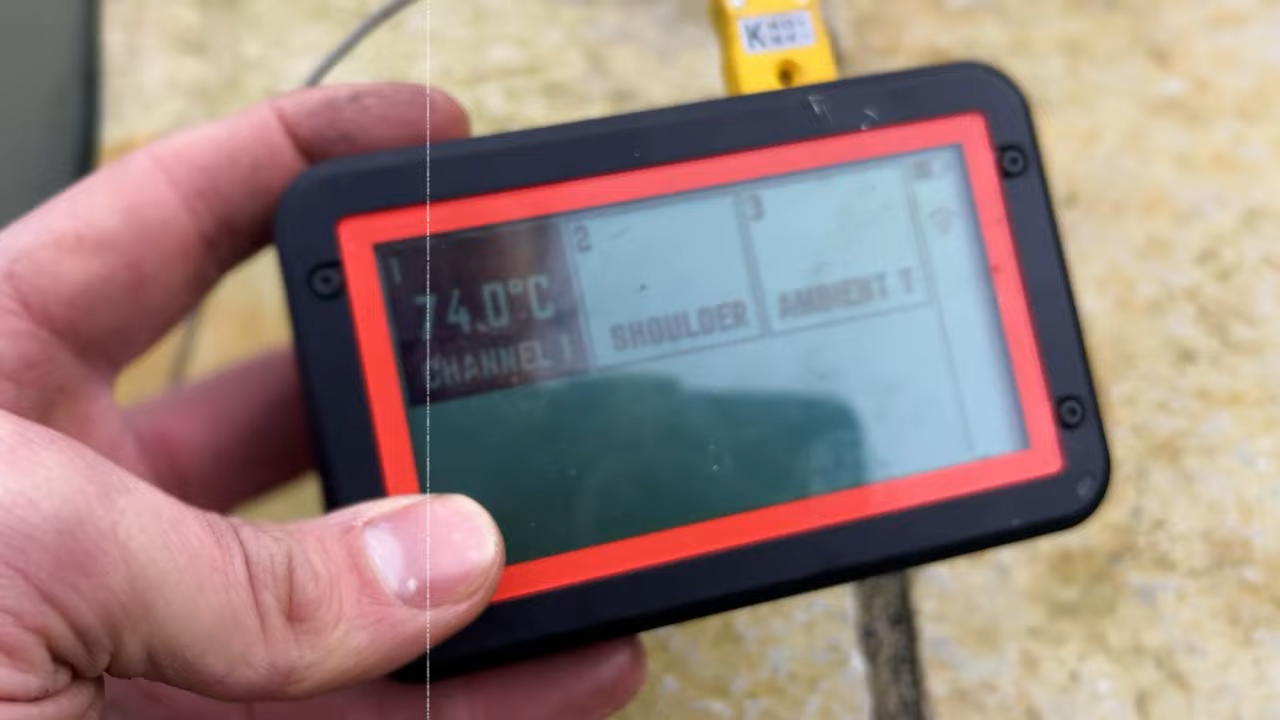 K
1
74.0°C
CHANNEL 1
2
SHOULDER
3
AMBIENT T